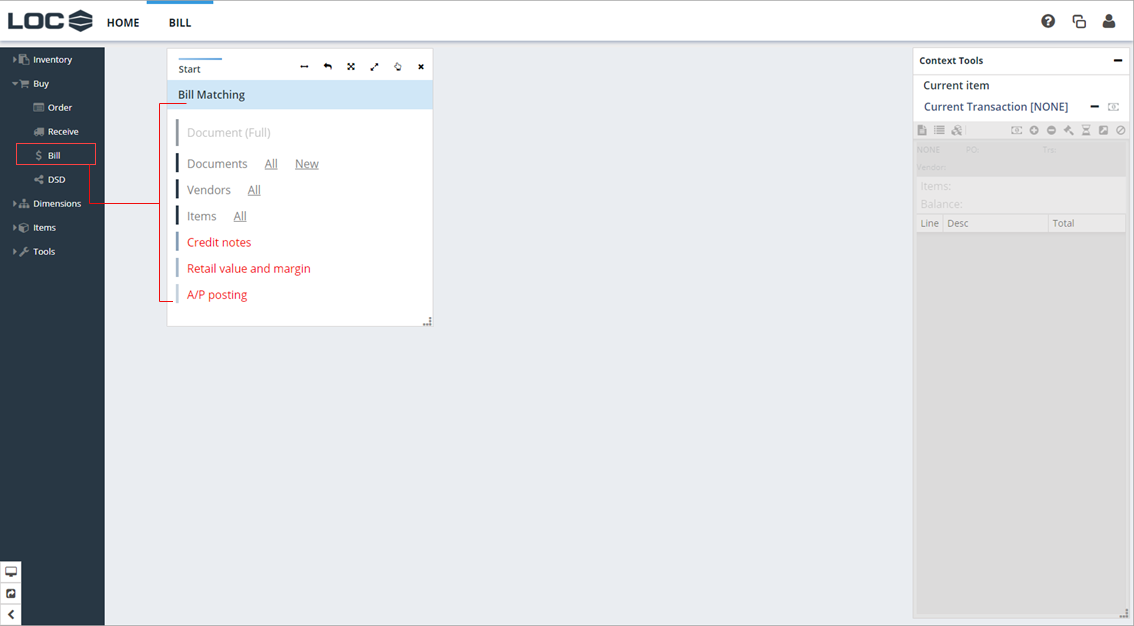 LOC HOME BILL
Inventory
Buy
Order
Receive
$ Bill
DSD
Dimensions
Items
Tools
Start
Bill Matching
Document (Full)
Documents All New
Vendors All
Items All
Credit notes
Retail value and margin
A/P posting
Context Tools
Current item
Current Transaction [NONE]
NONE PO: Trs:
Vendor:
Items:
Balance:
Line Desc Total